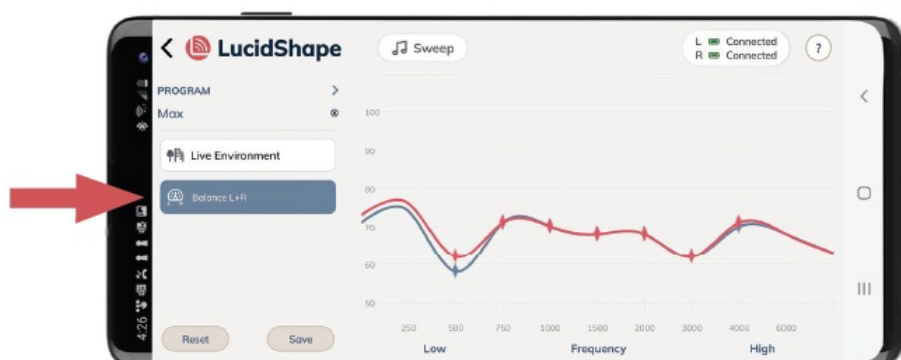 4:26
LucidShape
Sweep
L Connected
R Connected
?
PROGRAM
Max
Live Environment
Balance L+R
Reset
Save
100
90
80
70
60
50
250 500 750 1000 1500 2000 3000 4000 6000
Low Frequency High